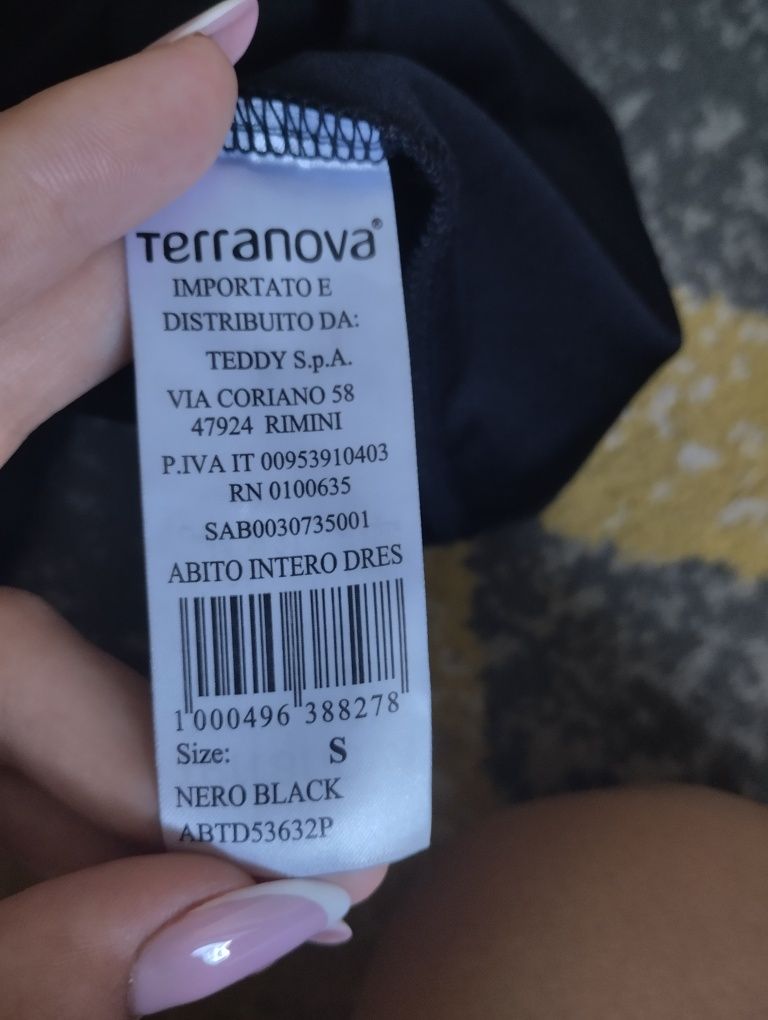 Terranova®
IMPORTATO E
DISTRIBUITO DA:
TEDDY S.p.A.
VIA CORIANO 58
47924 RIMINI
P.IVA IT 00953910403
RN 0100635
SAB0030735001
ABITO INTERO DRES
1 000496 388278
Size: S
NERO BLACK
ABTD53632P